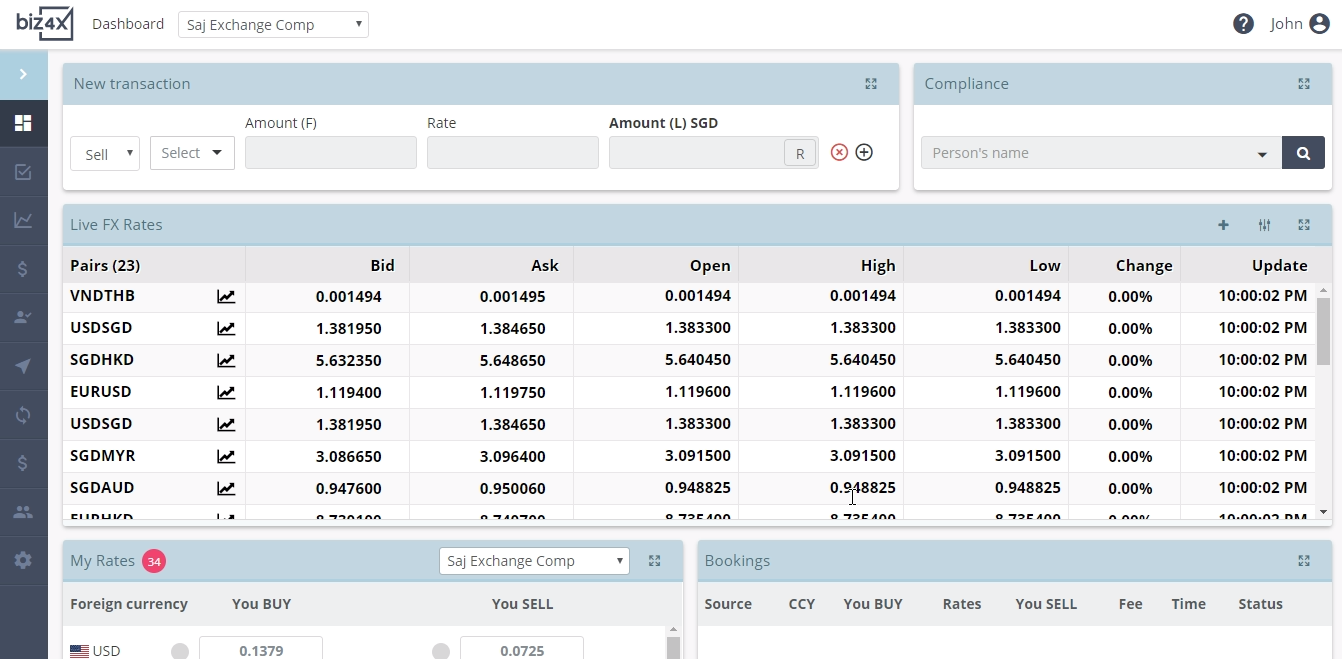 biz4x Dashboard Saj Exchange Comp John
New transaction
Compliance
Amount (F) Rate Amount (L) SGD
Sell Select R
Person's name
Live FX Rates
Pairs (23) Bid Ask Open High Low Change Update
VNDTHB 0.001494 0.001495 0.001494 0.001494 0.001494 0.00% 10:00:02 PM
USDSGD 1.381950 1.384650 1.383300 1.383300 1.383300 0.00% 10:00:02 PM
SGDHKD 5.632350 5.648650 5.640450 5.640450 5.640450 0.00% 10:00:02 PM
EURUSD 1.119400 1.119750 1.119600 1.119600 1.119600 0.00% 10:00:02 PM
USDSGD 1.381950 1.384650 1.383300 1.383300 1.383300 0.00% 10:00:02 PM
SGDMYR 3.086650 3.096400 3.091500 3.091500 3.091500 0.00% 10:00:02 PM
SGDAUD 0.947600 0.950060 0.948825 0.948825 0.948825 0.00% 10:00:02 PM
My Rates 34 Saj Exchange Comp
Bookings
Foreign currency You BUY You SELL
Source CCY You BUY Rates You SELL Fee Time Status
USD 0.1379 0.0725